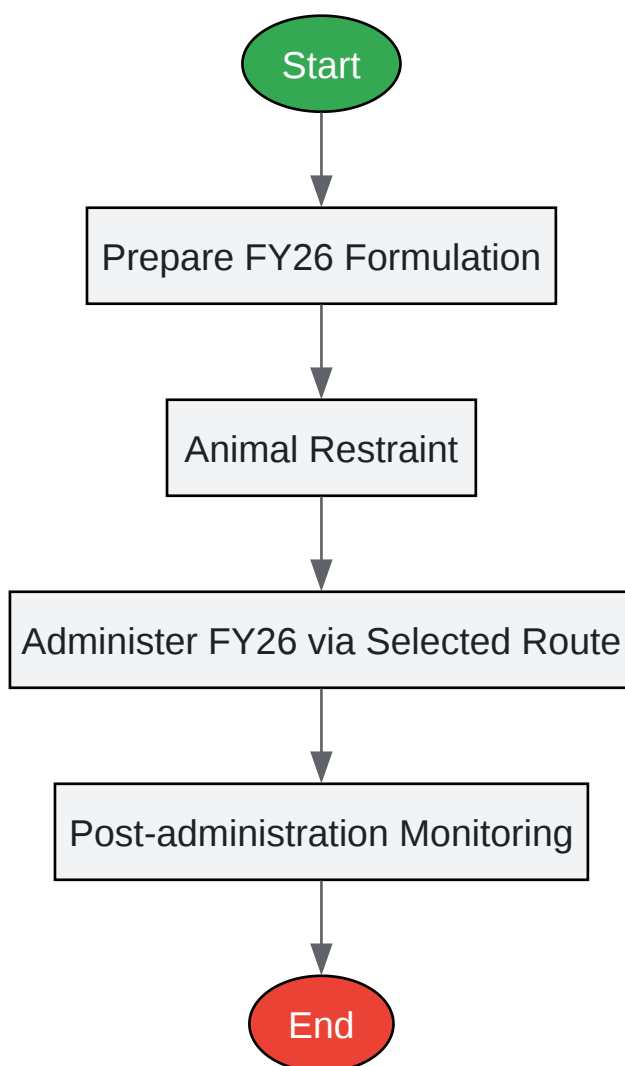 Start
Prepare FY26 Formulation
Animal Restraint
Administer FY26 via Selected Route
Post-administration Monitoring
End